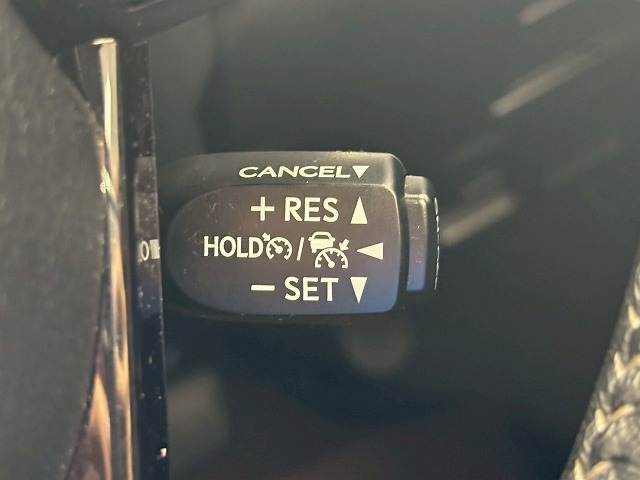 CANCEL▼
+ RES ▲
HOLD / ◀
− SET ▼